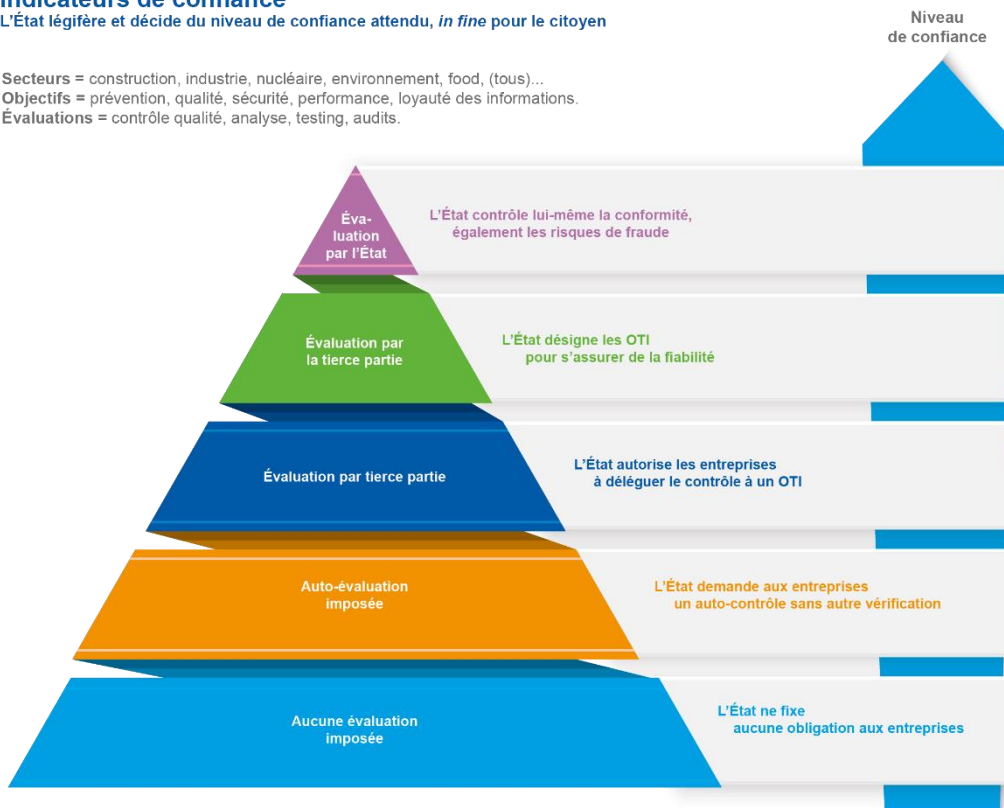 Indicateurs de confiance
L'État légifère et décide du niveau de confiance attendu, in fine pour le citoyen
Niveau
de confiance
Secteurs = construction, industrie, nucléaire, environnement, food, (tous)...
Objectifs = prévention, qualité, sécurité, performance, loyauté des informations.
Évaluations = contrôle qualité, analyse, testing, audits.
Éva-
luation
par l'État
L'État contrôle lui-même la conformité,
également les risques de fraude
Évaluation par
la tierce partie
L'État désigne les OTI
pour s'assurer de la fiabilité
Évaluation par tierce partie
L'État autorise les entreprises
à déléguer le contrôle à un OTI
Auto-évaluation
imposée
L'État demande aux entreprises
un auto-contrôle sans autre vérification
Aucune évaluation
imposée
L'État ne fixe
aucune obligation aux entreprises